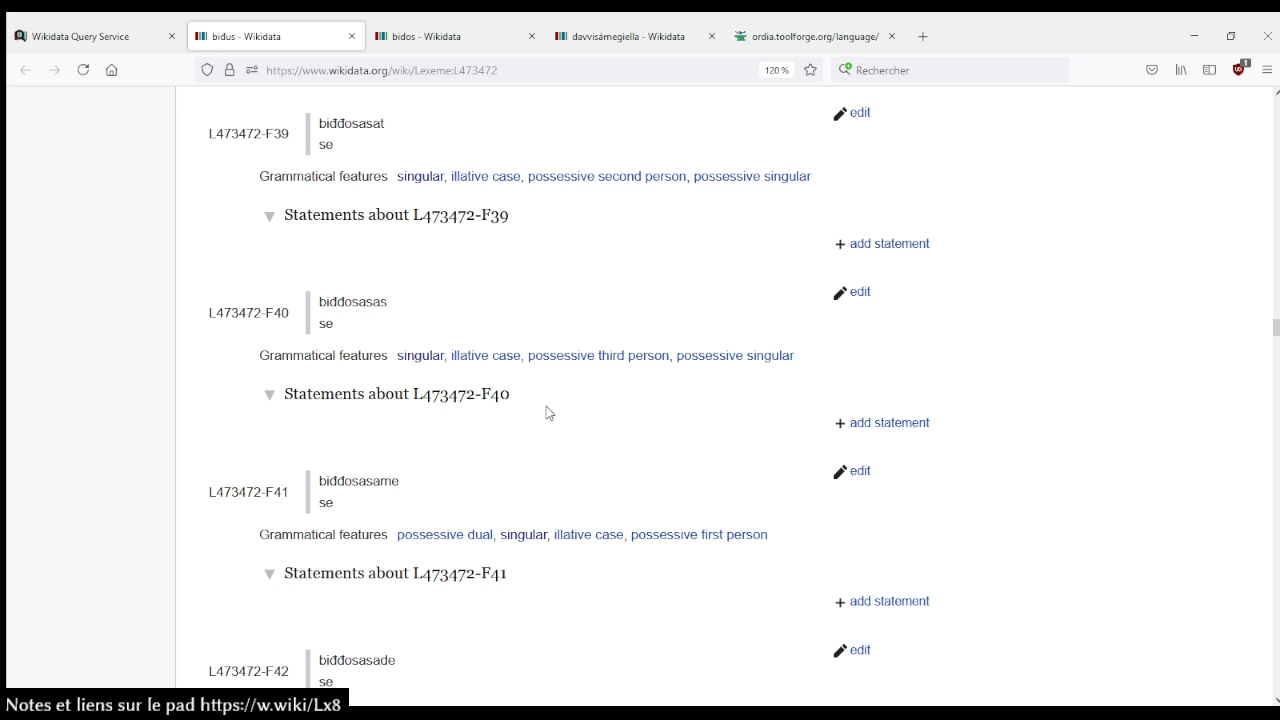 Wikidata Query Service
bidus - Wikidata
bidos - Wikidata
davvisámegiella - Wikidata
ordia.toolforge.org/language/
https://www.wikidata.org/wiki/Lexeme:L473472
120 %
Rechercher
1
edit
L473472-F39
biđđosasat
se
Grammatical features singular, illative case, possessive second person, possessive singular
Statements about L473472-F39
+ add statement
edit
L473472-F40
biđđosasas
se
Grammatical features singular, illative case, possessive third person, possessive singular
Statements about L473472-F40
+ add statement
edit
L473472-F41
biđđosasame
se
Grammatical features possessive dual, singular, illative case, possessive first person
Statements about L473472-F41
+ add statement
edit
L473472-F42
biđđosasade
se
Notes et liens sur le pad https://w.wiki/Lx8